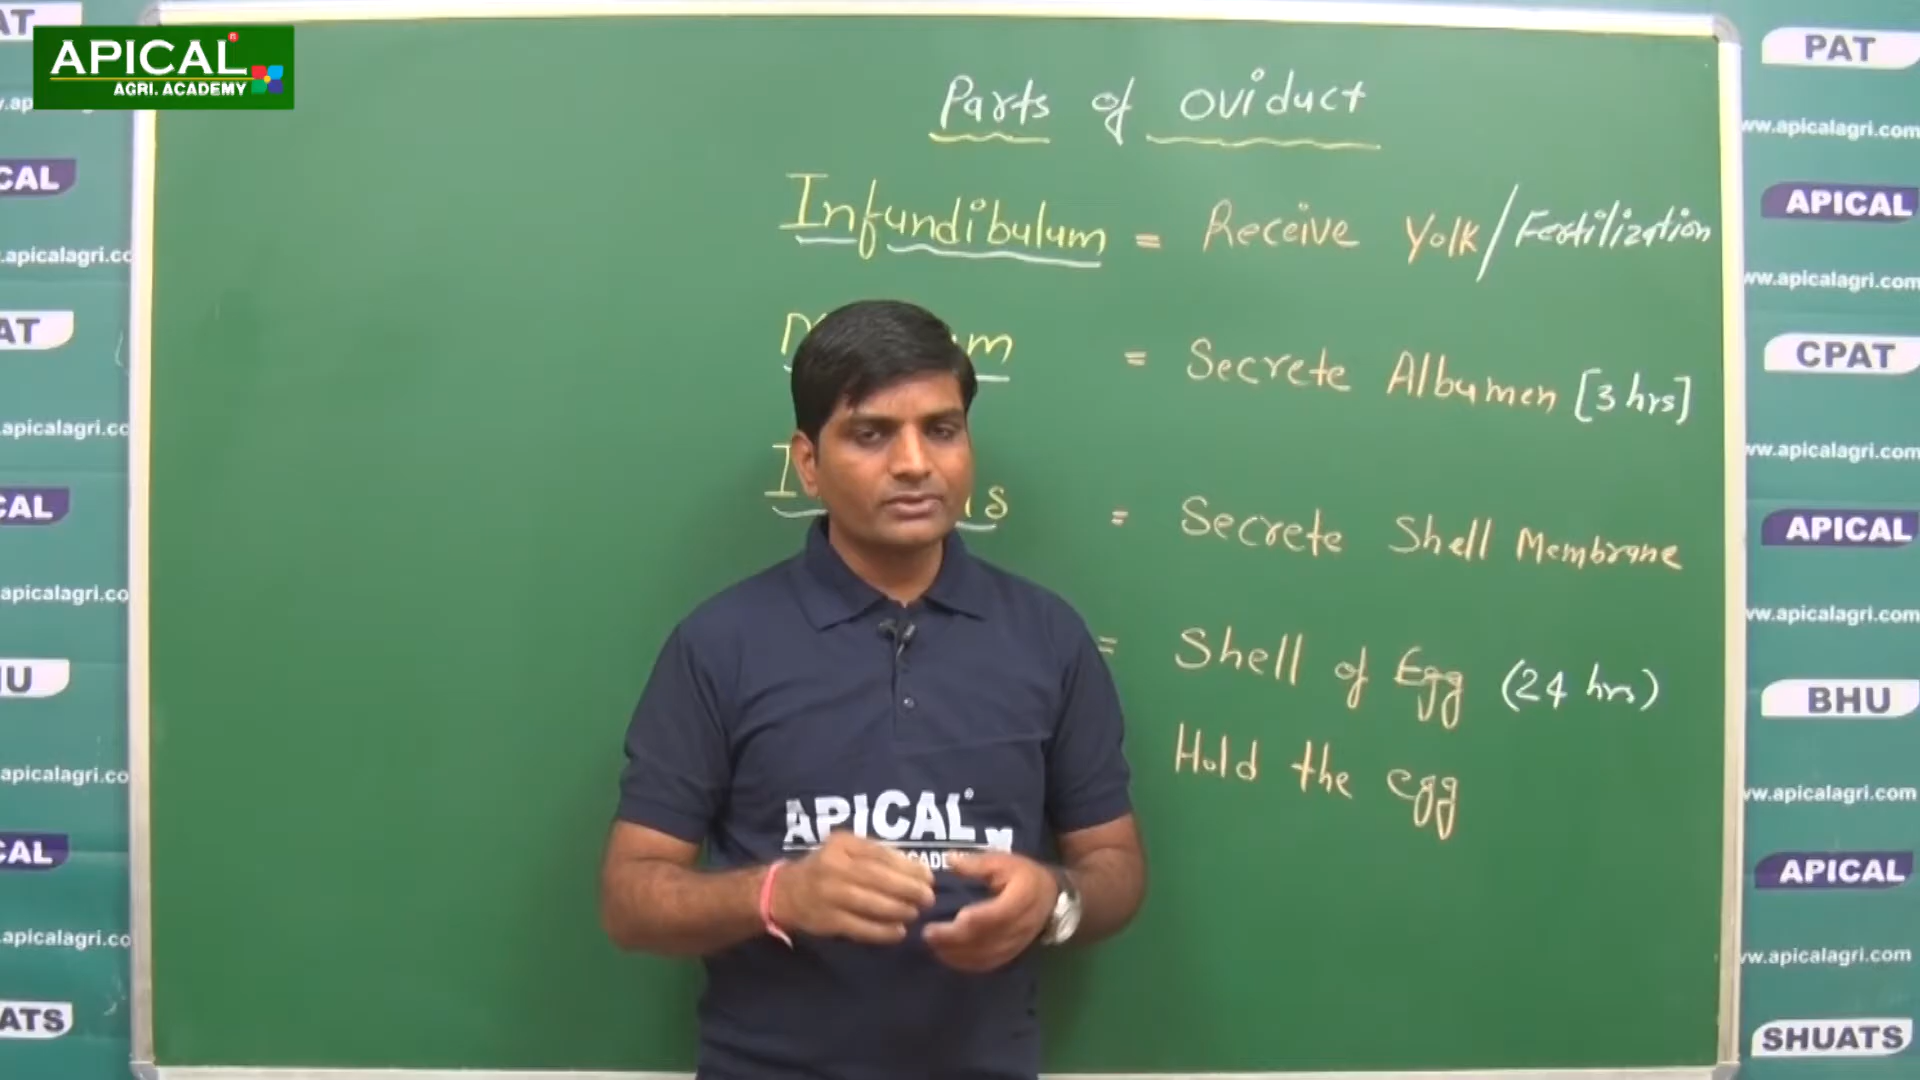 APICAL
AGRI. ACADEMY
Parts of oviduct
Infundibulum = Receive Yolk / Fertilization
= Secrete Albumen [3 hrs]
= Secrete Shell Membrane
= Shell of Egg (24 hrs)
Hold the egg
APICAL
PAT
www.apicalagri.com
APICAL
www.apicalagri.com
CPAT
www.apicalagri.com
APICAL
www.apicalagri.com
BHU
www.apicalagri.com
APICAL
www.apicalagri.com
SHUATS